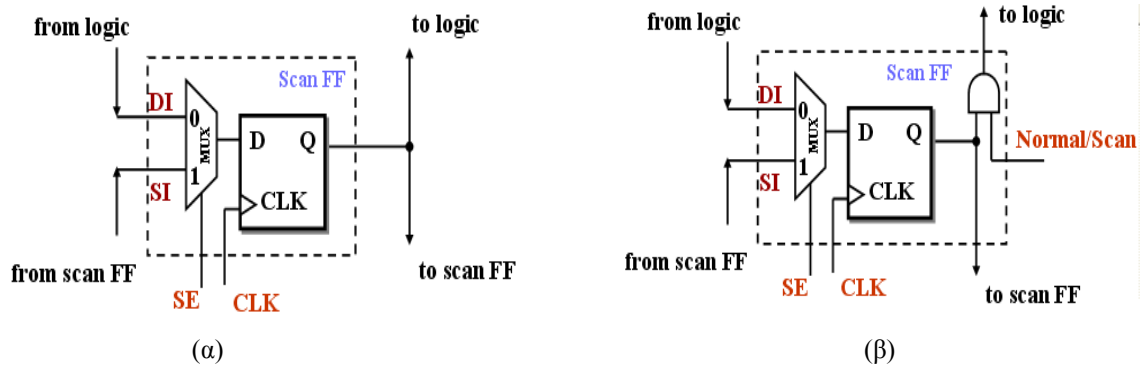 from logic
to logic
Scan FF
DI
0
MUX
D
Q
1
SI
CLK
from scan FF
to scan FF
SE
CLK
(α)
from logic
to logic
Scan FF
DI
0
MUX
D
Q
Normal/Scan
1
SI
CLK
from scan FF
SE
CLK
to scan FF
(β)